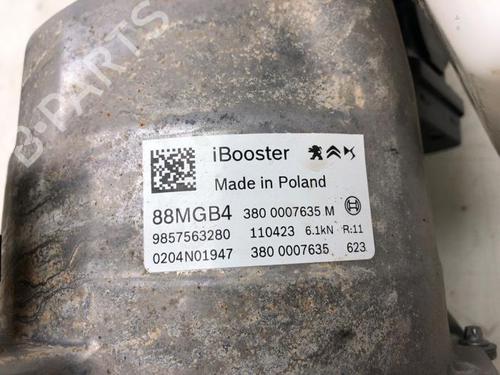 B-PARTS
iBooster
Made in Poland
88MGB4 380 0007635 M
9857563280 110423 6.1kN R:11
0204N01947 380 0007635 623